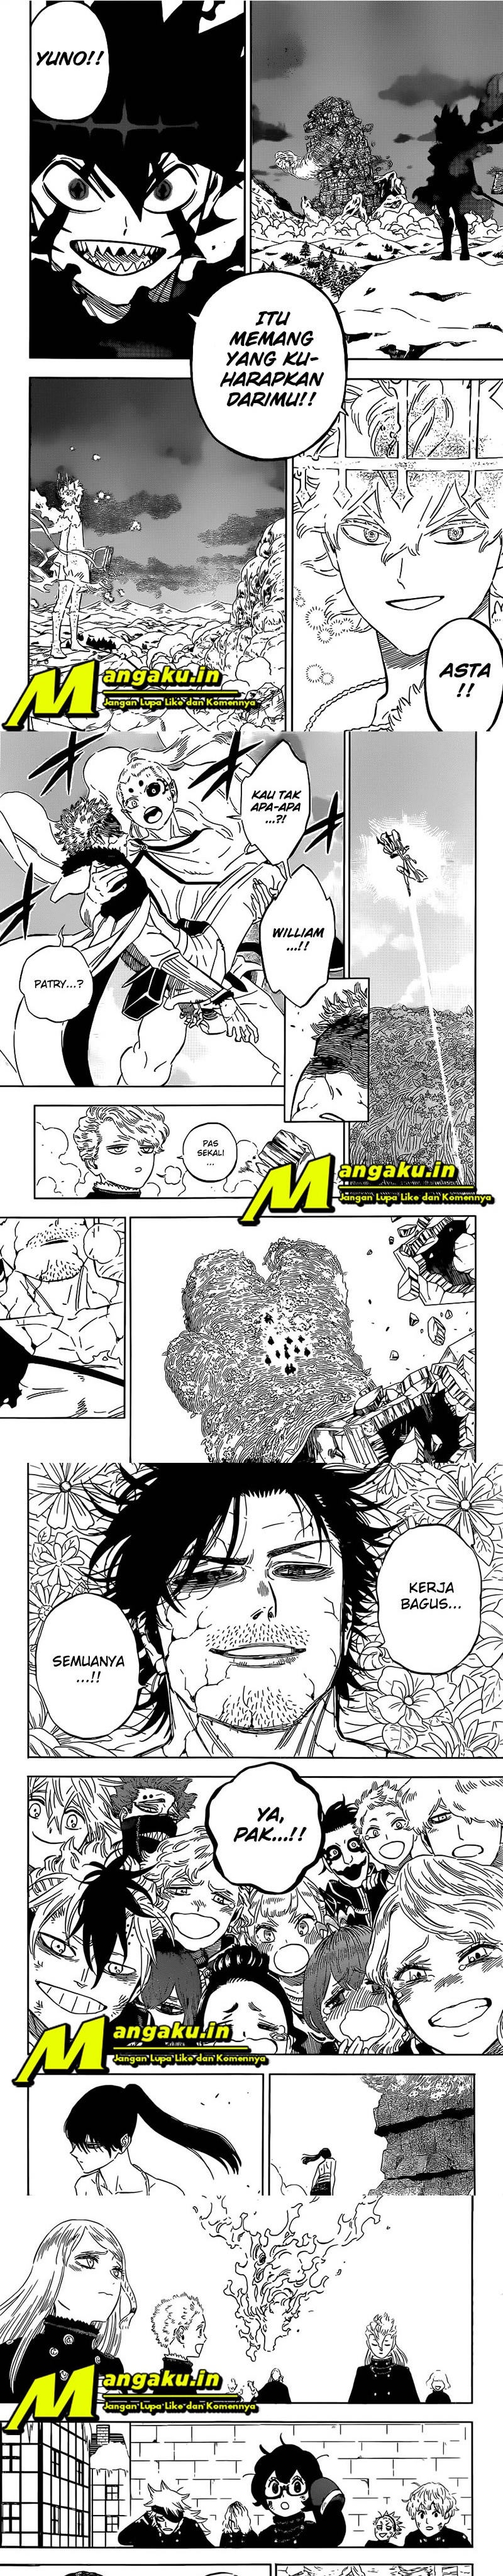 YUNO!!
ITU
MEMANG
YANG KU-
HARAPKAN
DARIMU!!
ASTA
!!
Mangaku.in
Jangan Lupa Like dan Komennya
KAU TAK
APA-APA
...?!
WILLIAM
...!!
PATRY...?
PAS
SEKALI
...
Mangaku.in
Jangan Lupa Like dan Komennya
KERJA
BAGUS...
SEMUANYA
...!!
YA,
PAK...!!
Mangaku.in
Jangan Lupa Like dan Komennya
Mangaku.in
Jangan Lupa Like dan Komennya